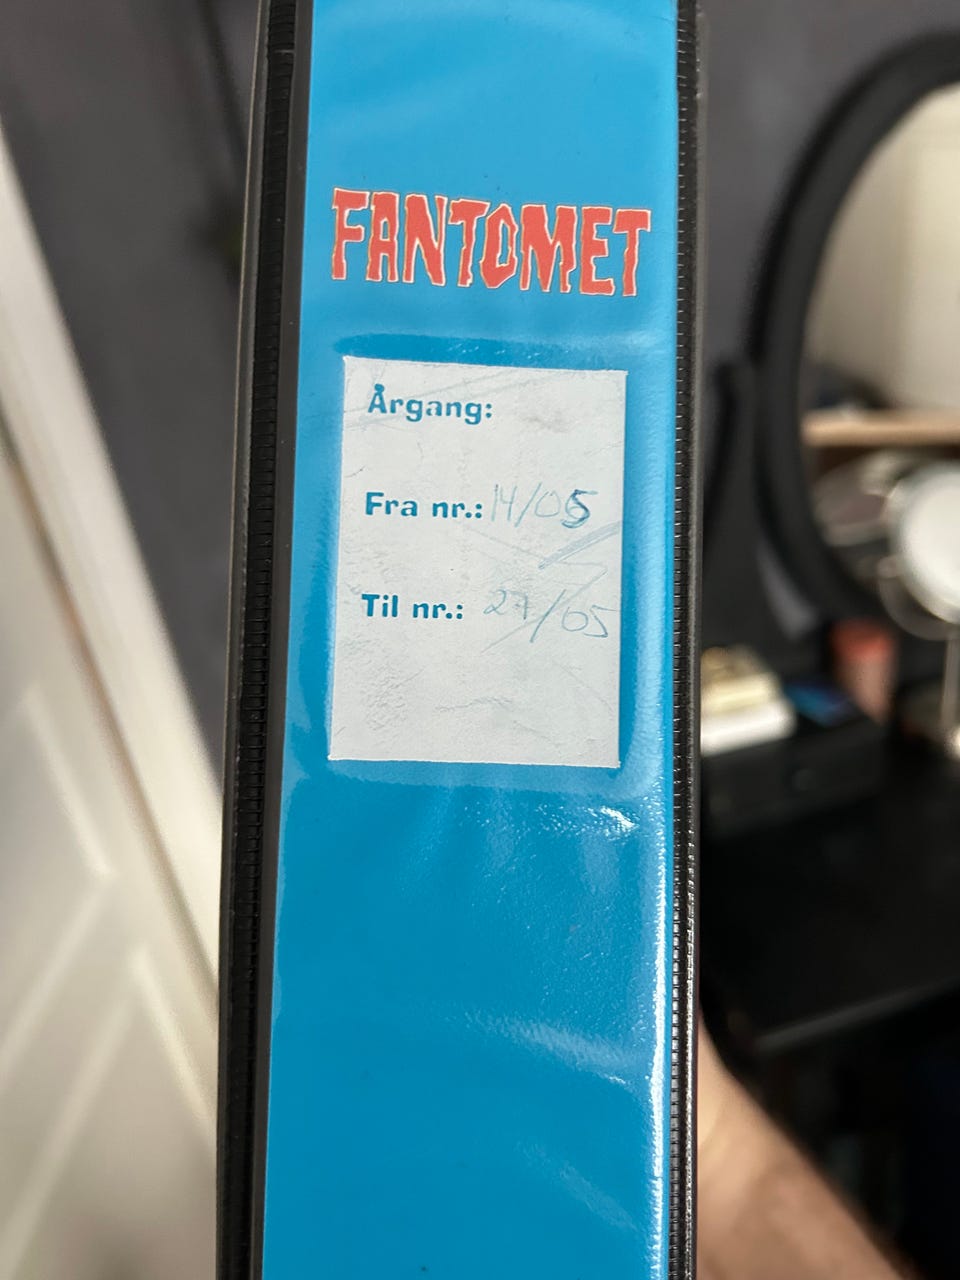 FANTOMET
Årgang:
Fra nr.: 14/05
Til nr.: 27/05